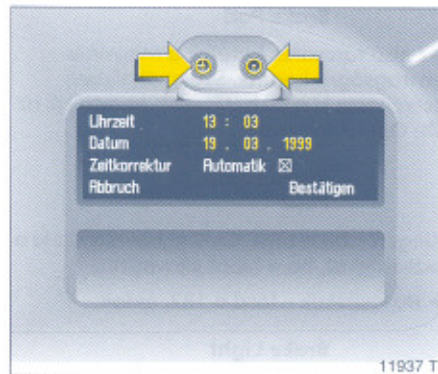 Uhrzeit 13 : 03
Datum 19 . 03 . 1999
Zeitkorrektur Automatik ☒
Abbruch Bestätigen
11937 T